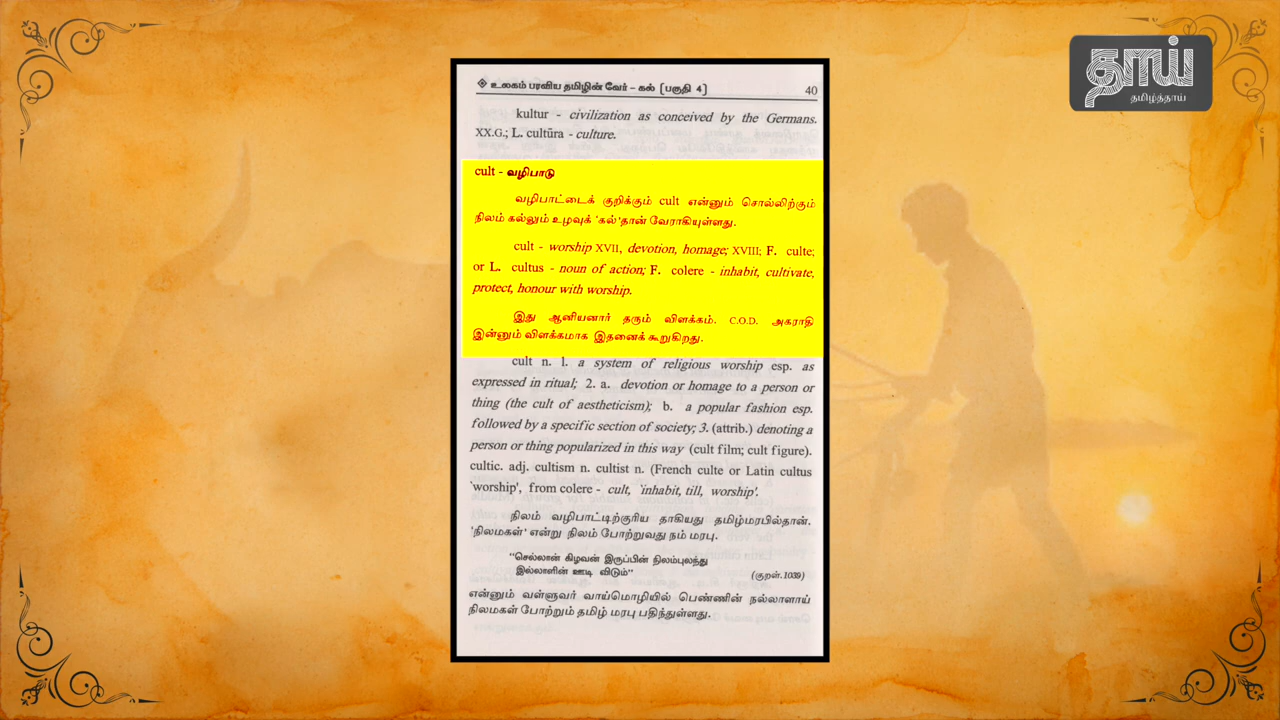 தாய்
தமிழ்த்தாய்
உலகம் பரவிய தமிழின் வேர் – கல் (பகுதி 4) 40
kultur - civilization as conceived by the Germans.
XX.G.; L. cultūra - culture.
cult - வழிபாடு
வழிபாட்டைக் குறிக்கும் cult என்னும் சொல்லிற்கும்
நிலம் கல்லும் உழவுக் 'கல்'தான் வேராகியுள்ளது.
cult - worship XVII, devotion, homage; XVIII; F. culte;
or L. cultus - noun of action; F. colere - inhabit, cultivate,
protect, honour with worship.
இது ஆனியனார் தரும் விளக்கம். C.O.D. அகராதி
இன்னும் விளக்கமாக இதனைக் கூறுகிறது.
cult n. l. a system of religious worship esp. as
expressed in ritual; 2. a. devotion or homage to a person or
thing (the cult of aestheticism); b. a popular fashion esp.
followed by a specific section of society; 3. (attrib.) denoting a
person or thing popularized in this way (cult film; cult figure).
cultic. adj. cultism n. cultist n. (French culte or Latin cultus
'worship', from colere - cult, 'inhabit, till, worship'.
நிலம் வழிபாட்டிற்குரிய தாகியது தமிழ்மரபில்தான்.
'நிலமகள்' என்று நிலம் போற்றுவது நம் மரபு.
"செல்லான் கிழவன் இருப்பின் நிலம்புலந்து
இல்லாளின் ஊடி விடும்" (குறள்.1039)
என்னும் வள்ளுவர் வாய்மொழியில் பெண்ணின் நல்லாளாய்
நிலமகள் போற்றும் தமிழ் மரபு பதிந்துள்ளது.